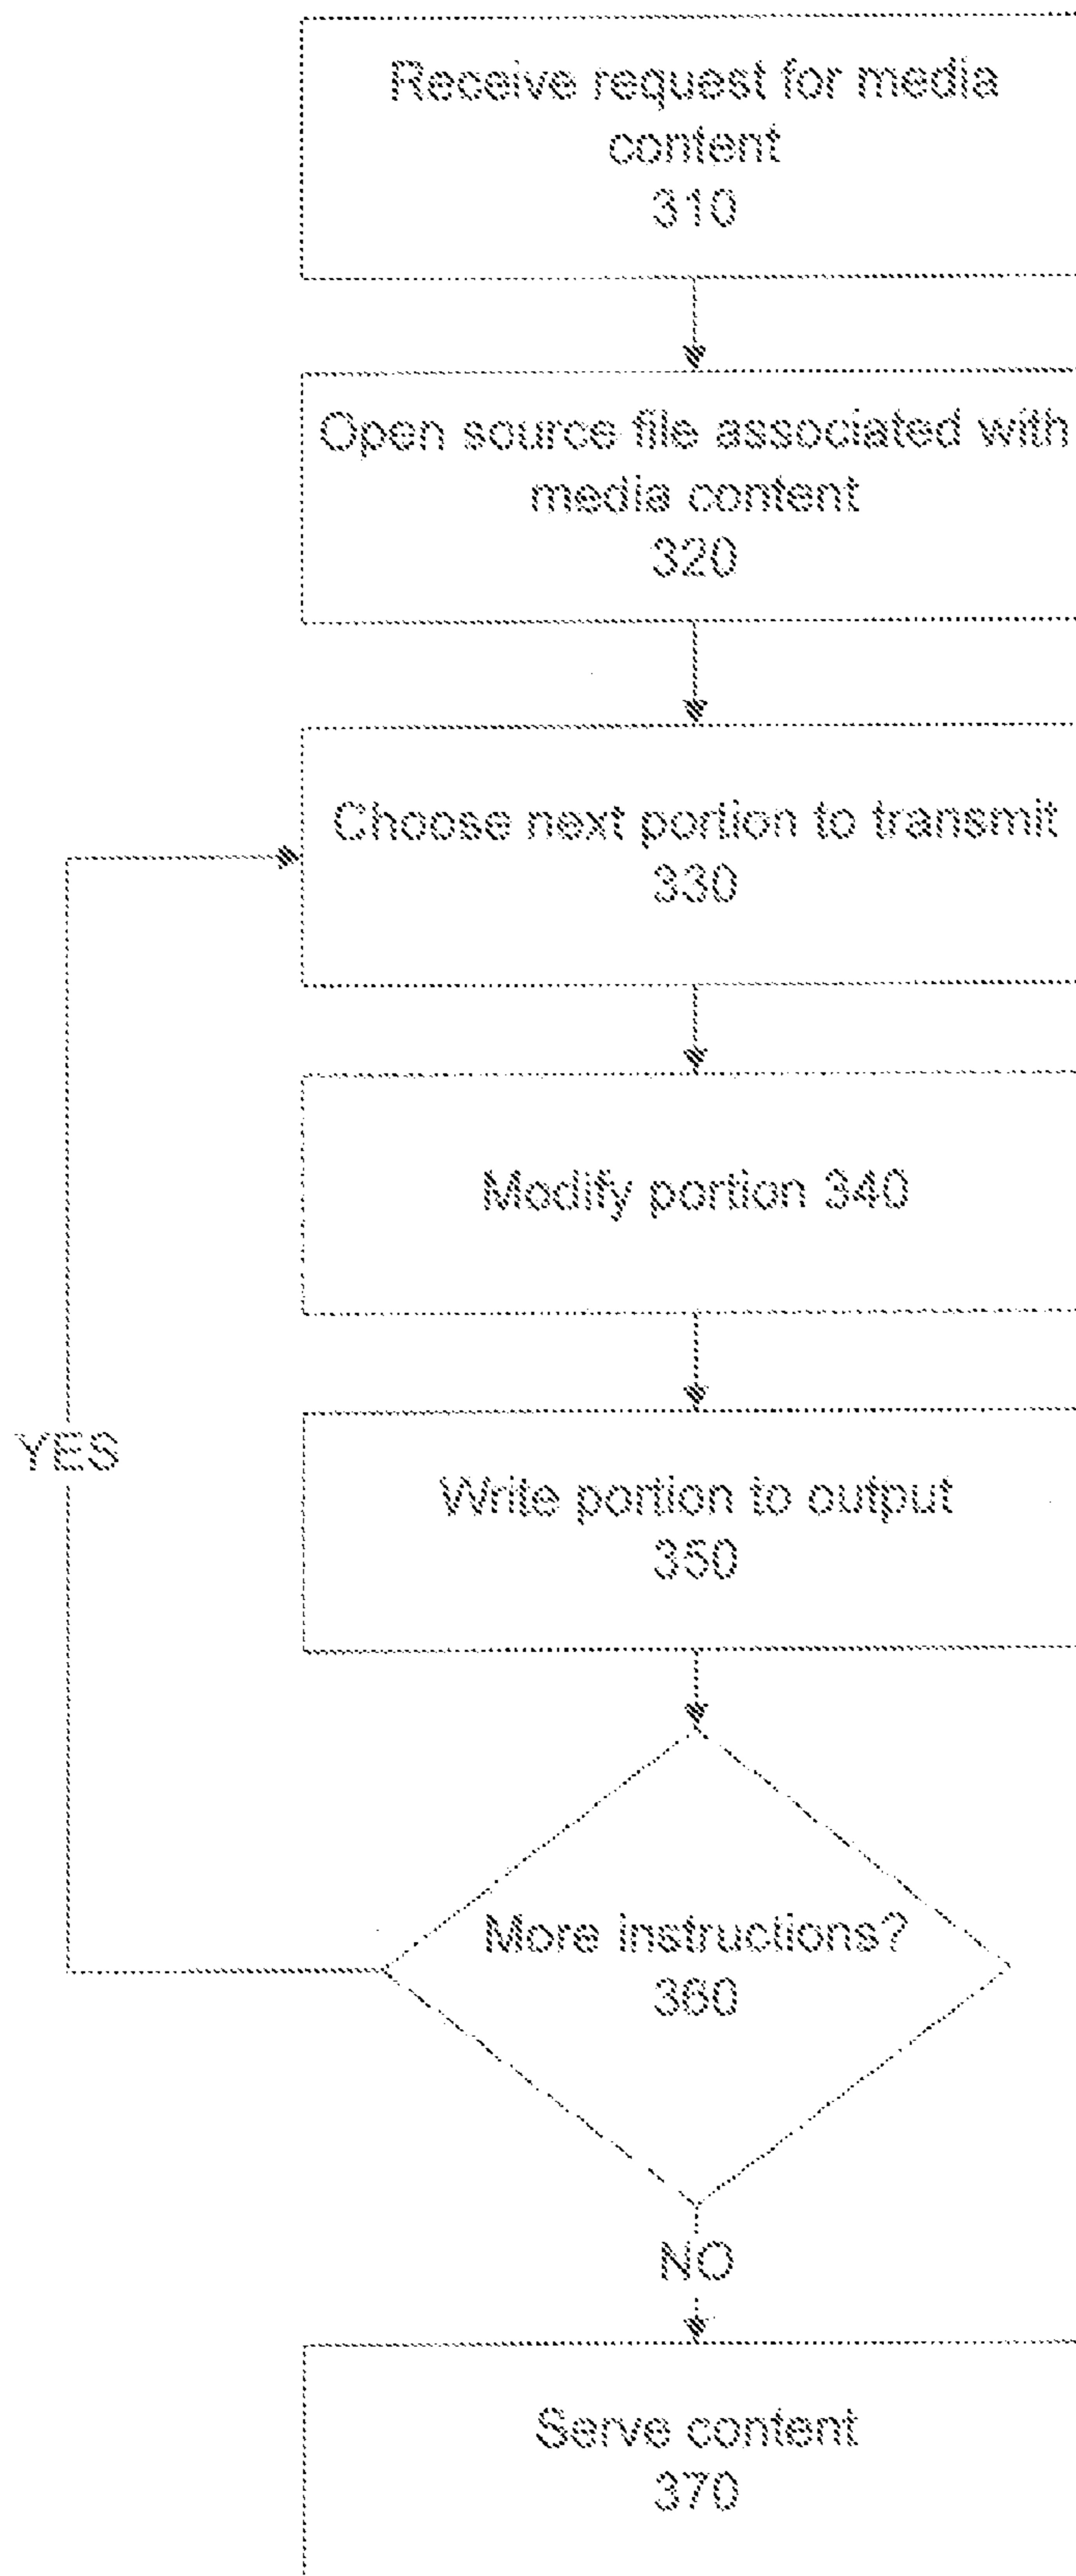 Receive request for media
content
310
Open source file associated with
media content
320
Choose next portion to transmit
330
Modify portion 340
YES
Write portion to output
350
More instructions?
360
NO
Serve content
370